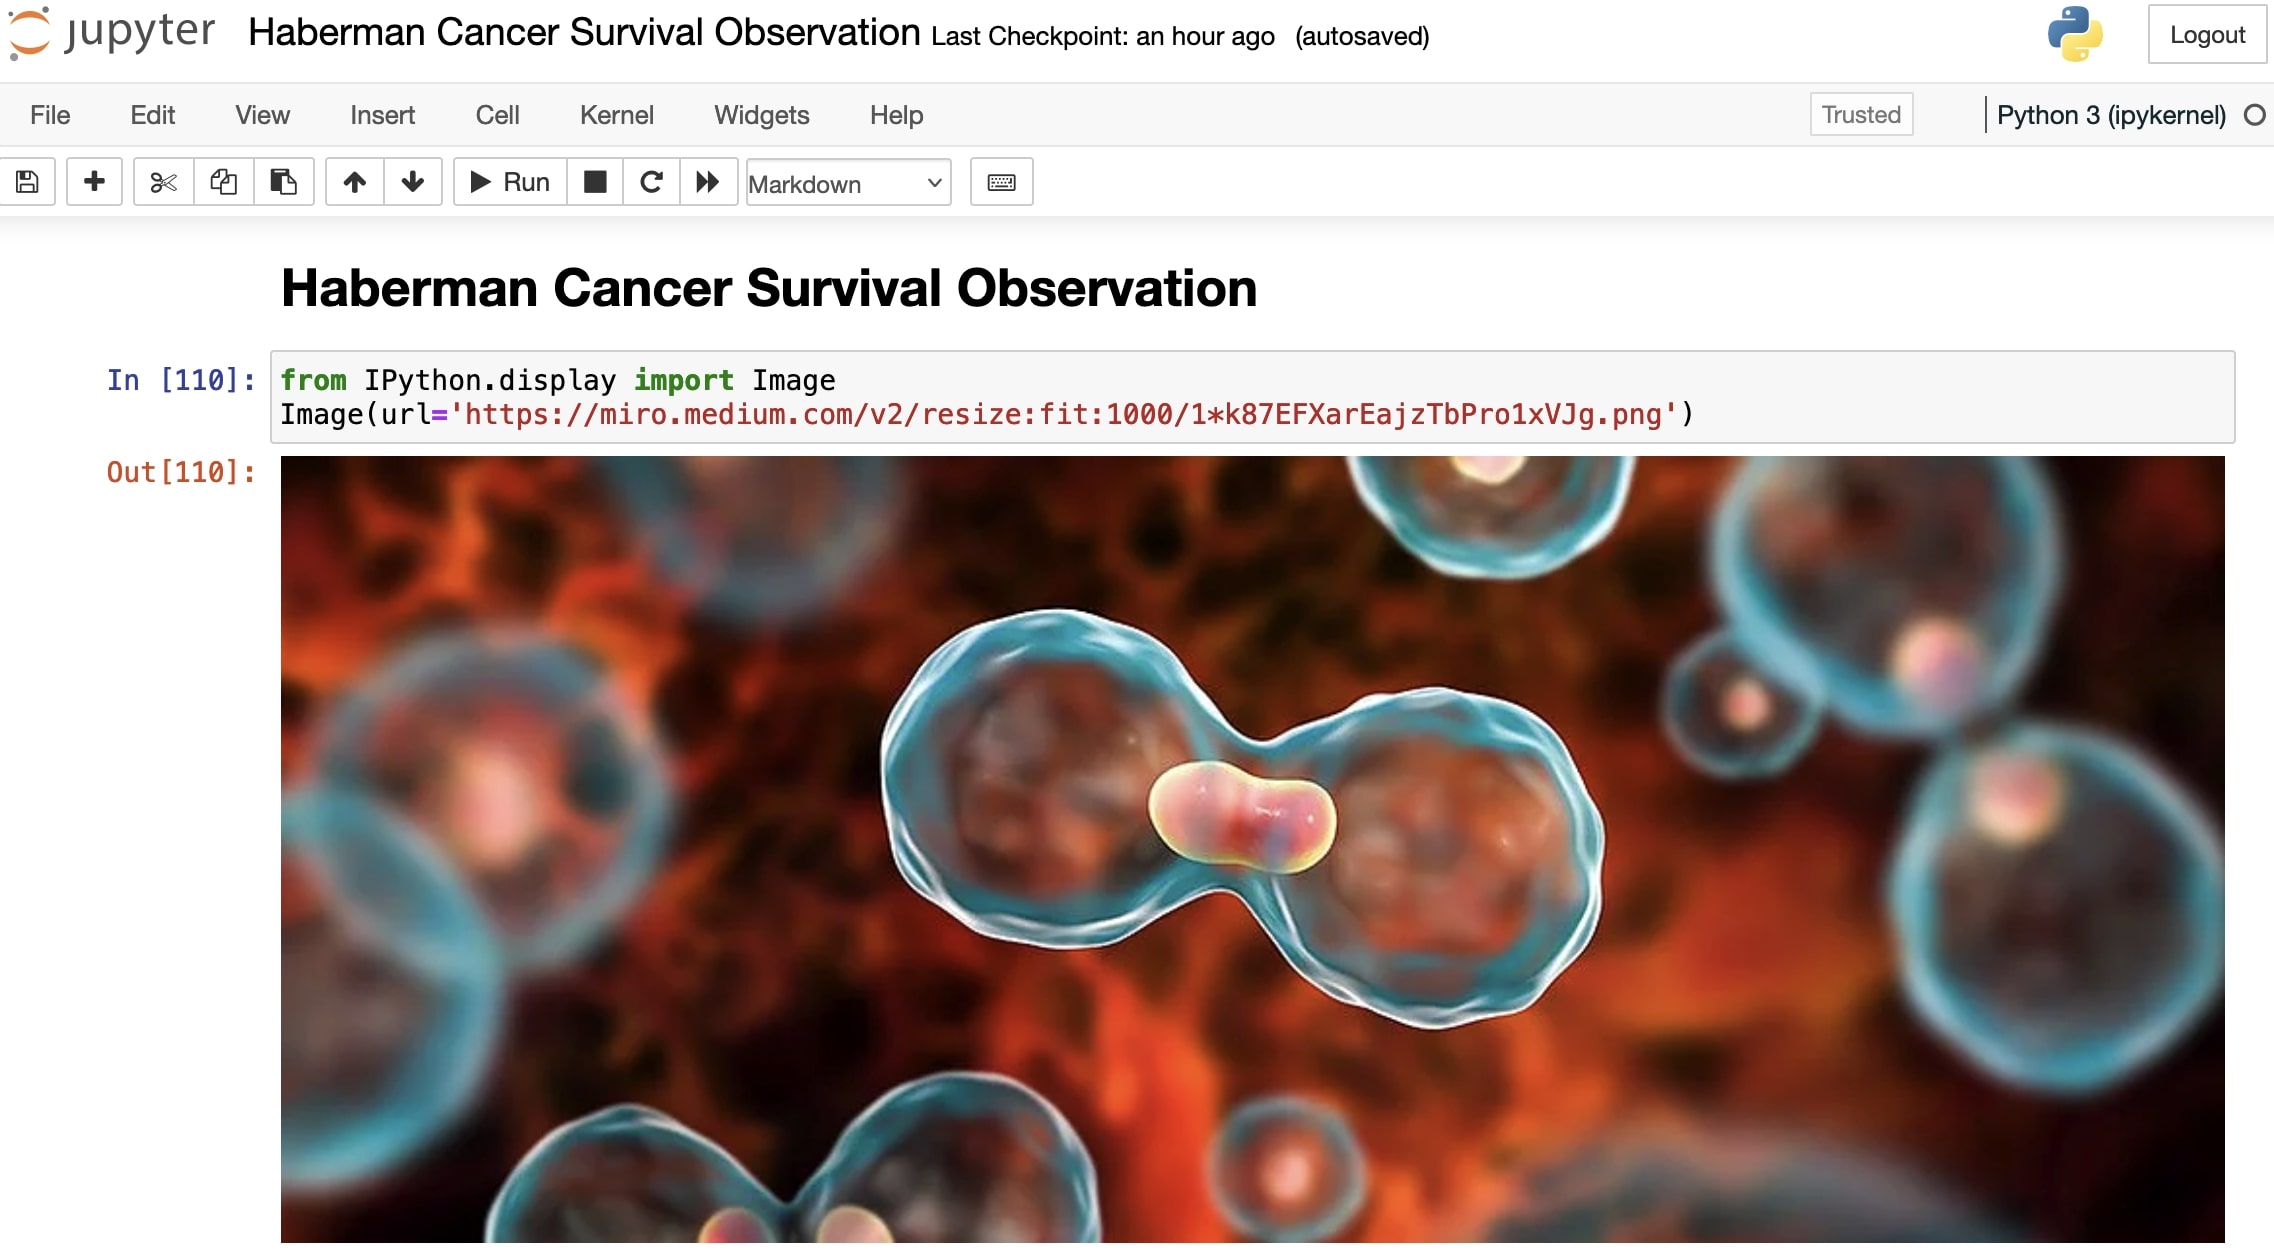 jupyter Haberman Cancer Survival Observation Last Checkpoint: an hour ago (autosaved) Logout
File Edit View Insert Cell Kernel Widgets Help Trusted Python 3 (ipykernel)
Run Markdown
Haberman Cancer Survival Observation
In [110]: from IPython.display import Image
Image(url='https://miro.medium.com/v2/resize:fit:1000/1*k87EFXarEajzTbPro1xVJg.png')
Out[110]: